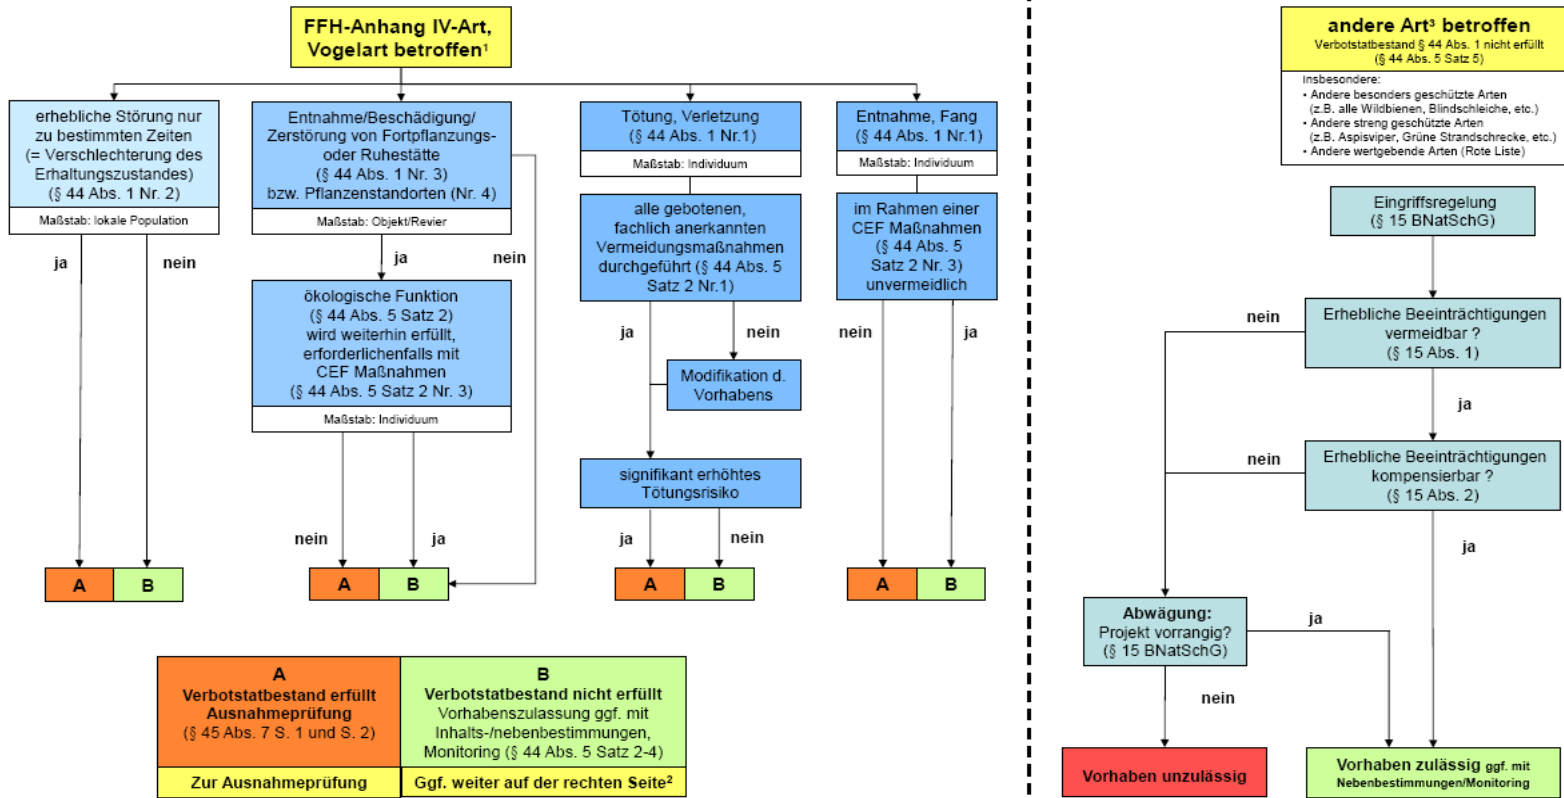 FFH-Anhang IV-Art,
Vogelart betroffen¹
erhebliche Störung nur
zu bestimmten Zeiten
(= Verschlechterung des
Erhaltungszustandes)
(§ 44 Abs. 1 Nr. 2)
Maßstab: lokale Population
ja
nein
A
B
Entnahme/Beschädigung/
Zerstörung von Fortpflanzungs-
oder Ruhestätte
(§ 44 Abs. 1 Nr. 3)
bzw. Pflanzenstandorten (Nr. 4)
Maßstab: Objekt/Revier
ja
nein
ökologische Funktion
(§ 44 Abs. 5 Satz 2)
wird weiterhin erfüllt,
erforderlichenfalls mit
CEF Maßnahmen
(§ 44 Abs. 5 Satz 2 Nr. 3)
Maßstab: Individuum
nein
ja
A
B
Tötung, Verletzung
(§ 44 Abs. 1 Nr.1)
Maßstab: Individuum
alle gebotenen,
fachlich anerkannten
Vermeidungsmaßnahmen
durchgeführt (§ 44 Abs. 5
Satz 2 Nr.1)
ja
nein
Modifikation d.
Vorhabens
signifikant erhöhtes
Tötungsrisiko
ja
nein
A
B
Entnahme, Fang
(§ 44 Abs. 1 Nr.1)
Maßstab: Individuum
im Rahmen einer
CEF Maßnahmen
(§ 44 Abs. 5
Satz 2 Nr. 3)
unvermeidlich
nein
ja
A
B
A
Verbotstatbestand erfüllt
Ausnahmeprüfung
(§ 45 Abs. 7 S. 1 und S. 2)
Zur Ausnahmeprüfung
B
Verbotstatbestand nicht erfüllt
Vorhabenszulassung ggf. mit
Inhalts-/nebenbestimmungen,
Monitoring (§ 44 Abs. 5 Satz 2-4)
Ggf. weiter auf der rechten Seite²
andere Art³ betroffen
Verbotstatbestand § 44 Abs. 1 nicht erfüllt
(§ 44 Abs. 5 Satz 5)
Insbesondere:
• Andere besonders geschützte Arten
(z.B. alle Wildbienen, Blindschleiche, etc.)
• Andere streng geschützte Arten
(z.B. Aspisviper, Grüne Strandschrecke, etc.)
• Andere wertgebende Arten (Rote Liste)
Eingriffsregelung
(§ 15 BNatSchG)
Erhebliche Beeinträchtigungen
vermeidbar ?
(§ 15 Abs. 1)
nein
ja
Erhebliche Beeinträchtigungen
kompensierbar ?
(§ 15 Abs. 2)
nein
ja
Abwägung:
Projekt vorrangig?
(§ 15 BNatSchG)
ja
nein
Vorhaben unzulässig
Vorhaben zulässig ggf. mit
Nebenbestimmungen/Monitoring